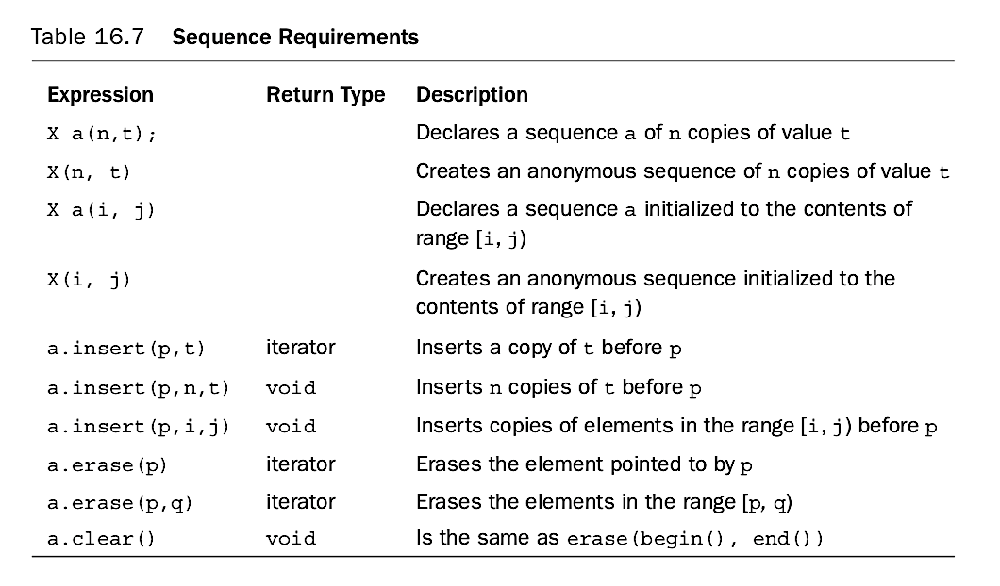 Table 16.7 Sequence Requirements
Expression Return Type Description
X a(n,t); Declares a sequence a of n copies of value t
X(n, t) Creates an anonymous sequence of n copies of value t
X a(i, j) Declares a sequence a initialized to the contents of
range [i, j)
X(i, j) Creates an anonymous sequence initialized to the
contents of range [i, j)
a.insert(p,t) iterator Inserts a copy of t before p
a.insert(p,n,t) void Inserts n copies of t before p
a.insert(p,i,j) void Inserts copies of elements in the range [i, j) before p
a.erase(p) iterator Erases the element pointed to by p
a.erase(p,q) iterator Erases the elements in the range [p, q)
a.clear() void Is the same as erase(begin(), end())